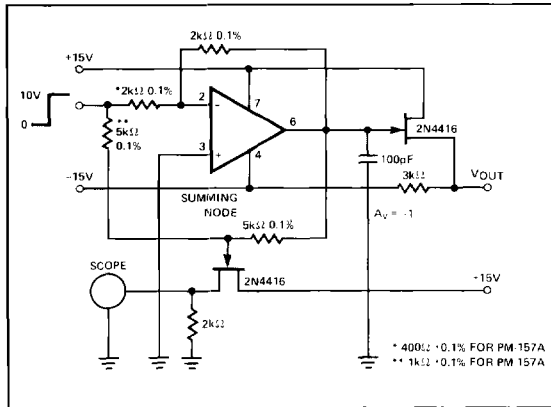 2kΩ 0.1%
+15V
10V
0
*2kΩ 0.1%
**
5kΩ
0.1%
2
7
6
3
4
2N4416
100pF
−15V
3kΩ
VOUT
SUMMING
NODE
AV = −1
5kΩ 0.1%
SCOPE
2N4416
+15V
2kΩ
* 400Ω ·0.1% FOR PM-157A
** 1kΩ ·0.1% FOR PM-157A